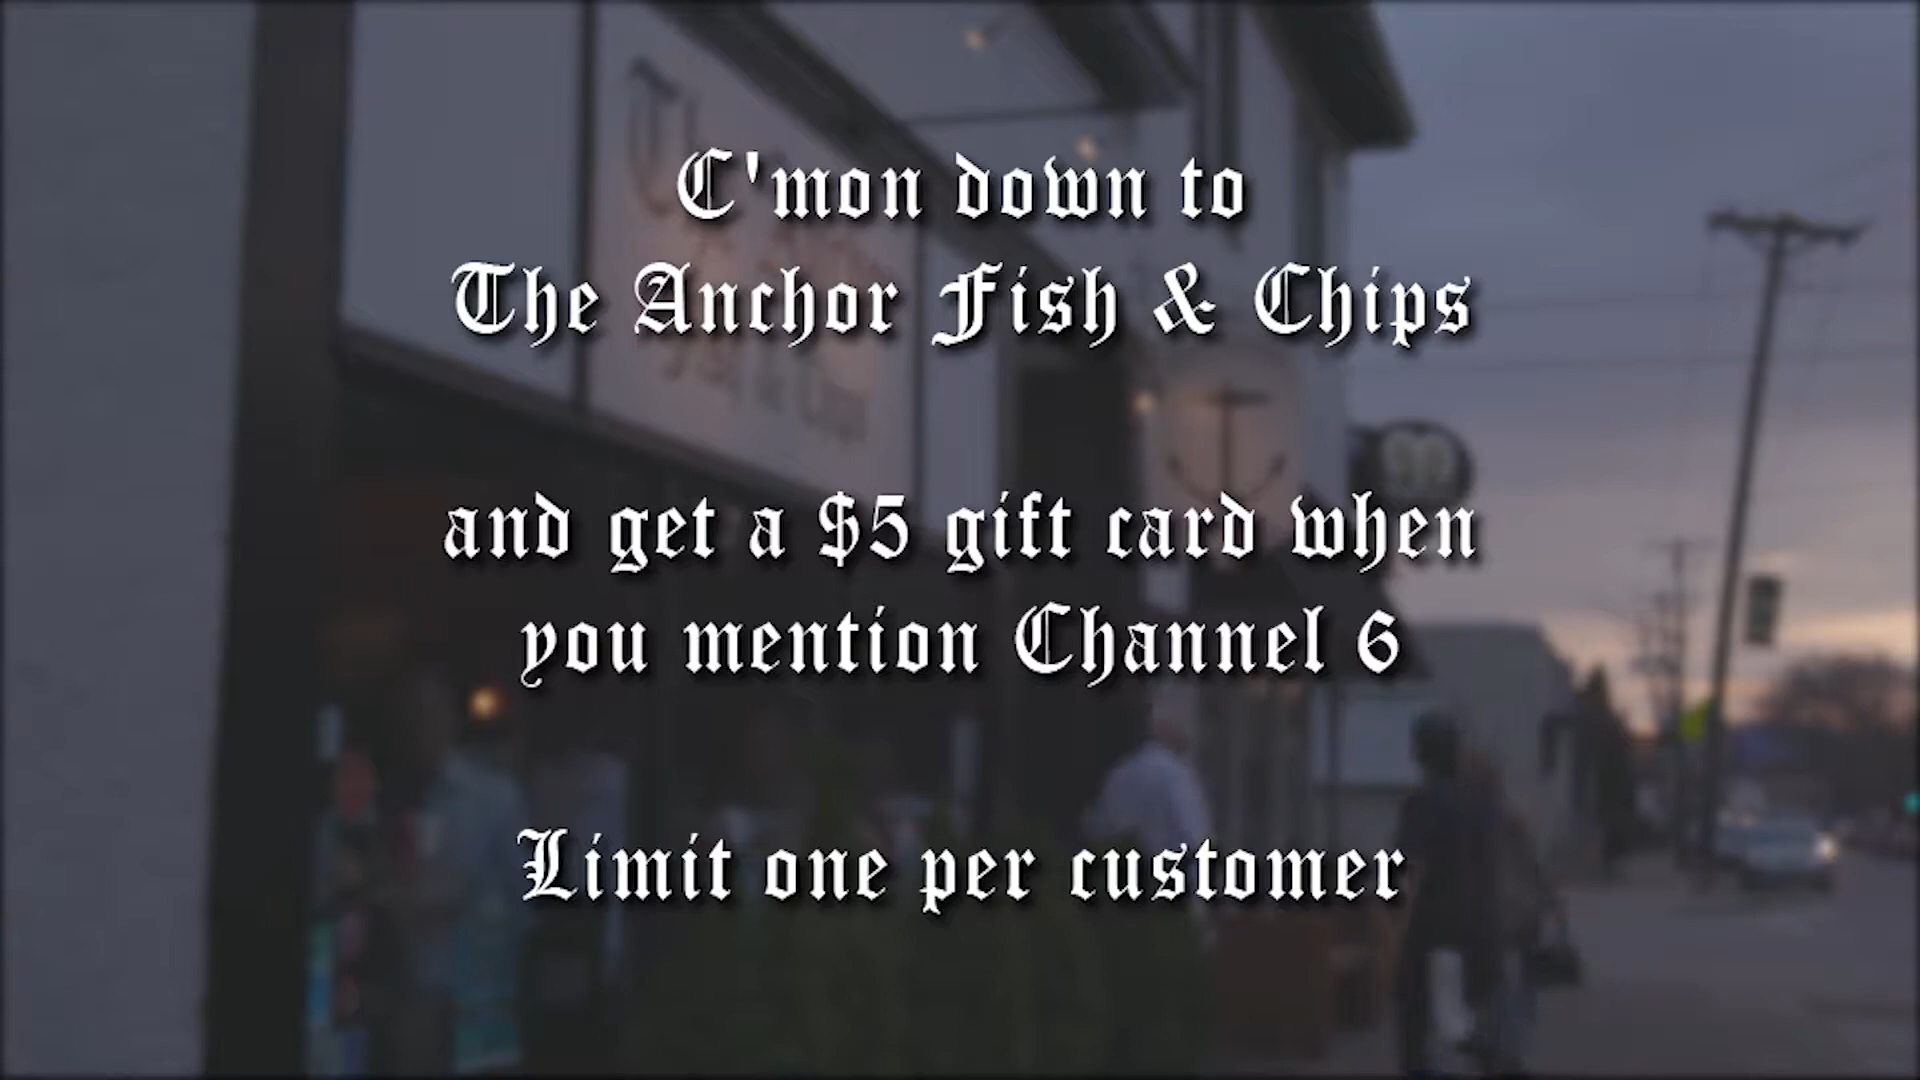 C'mon down to
The Anchor Fish & Chips
and get a $5 gift card when
you mention Channel 6
Limit one per customer